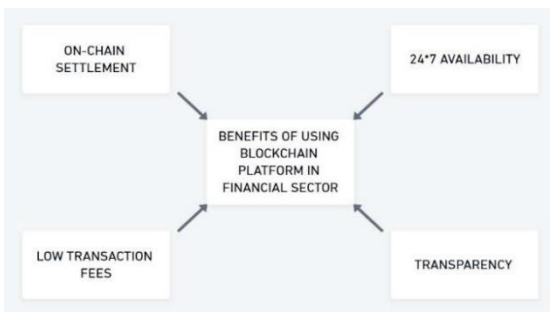 ON-CHAIN
SETTLEMENT
24*7 AVAILABILITY
BENEFITS OF USING
BLOCKCHAIN
PLATFORM IN
FINANCIAL SECTOR
LOW TRANSACTION
FEES
TRANSPARENCY